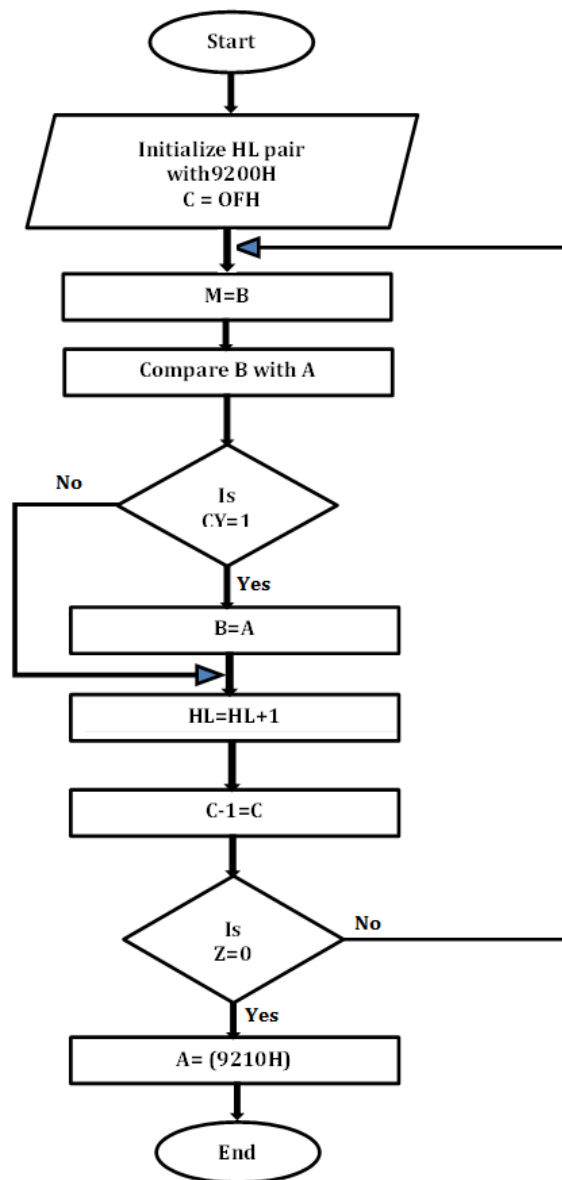 Start
Initialize HL pair
with9200H
C = OFH
M=B
Compare B with A
No
Is
CY=1
Yes
B=A
HL=HL+1
C-1=C
Is
Z=0
No
Yes
A= (9210H)
End